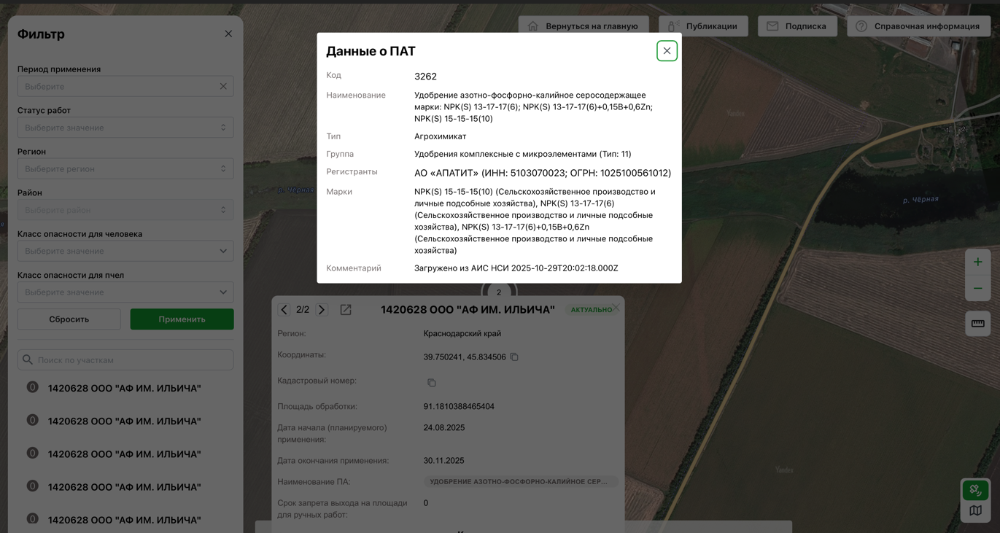 Фильтр
Период применения
Выберите
Статус работ
Выберите значение
Регион
Выберите регион
Район
Выберите район
Класс опасности для человека
Выберите значение
Класс опасности для пчел
Выберите значение
Сбросить
Применить
Поиск по участкам
0 1420628 ООО "АФ ИМ. ИЛЬИЧА"
0 1420628 ООО "АФ ИМ. ИЛЬИЧА"
0 1420628 ООО "АФ ИМ. ИЛЬИЧА"
0 1420628 ООО "АФ ИМ. ИЛЬИЧА"
0 1420628 ООО "АФ ИМ. ИЛЬИЧА"
Вернуться на главную
Публикации
Подписка
Справочная информация
Данные о ПАТ
Код 3262
Наименование Удобрение азотно-фосфорно-калийное серосодержащее
марки: NPK(S) 13-17-17(6); NPK(S) 13-17-17(6)+0,15B+0,6Zn;
NPK(S) 15-15-15(10)
Тип Агрохимикат
Группа Удобрения комплексные с микроэлементами (Тип: 11)
Регистранты АО «АПАТИТ» (ИНН: 5103070023; ОГРН: 1025100561012)
Марки NPK(S) 15-15-15(10) (Сельскохозяйственное производство и
личные подсобные хозяйства), NPK(S) 13-17-17(6)
(Сельскохозяйственное производство и личные подсобные
хозяйства), NPK(S) 13-17-17(6)+0,15B+0,6Zn
(Сельскохозяйственное производство и личные подсобные
хозяйства)
Комментарий Загружено из АИС НСИ 2025-10-29T20:02:18.000Z
2
2/2
1420628 ООО "АФ ИМ. ИЛЬИЧА"
АКТУАЛЬНО
Регион: Краснодарский край
Координаты: 39.750241, 45.834506
Кадастровый номер:
Площадь обработки: 91.1810388465404
Дата начала (планируемого) 24.08.2025
применения:
Дата окончания применения: 30.11.2025
Наименование ПА: УДОБРЕНИЕ АЗОТНО-ФОСФОРНО-КАЛИЙНОЕ СЕР...
Срок запрета выхода на площади 0
для ручных работ:
р. Чёрная
р. Чёрная
Yandex
Yandex